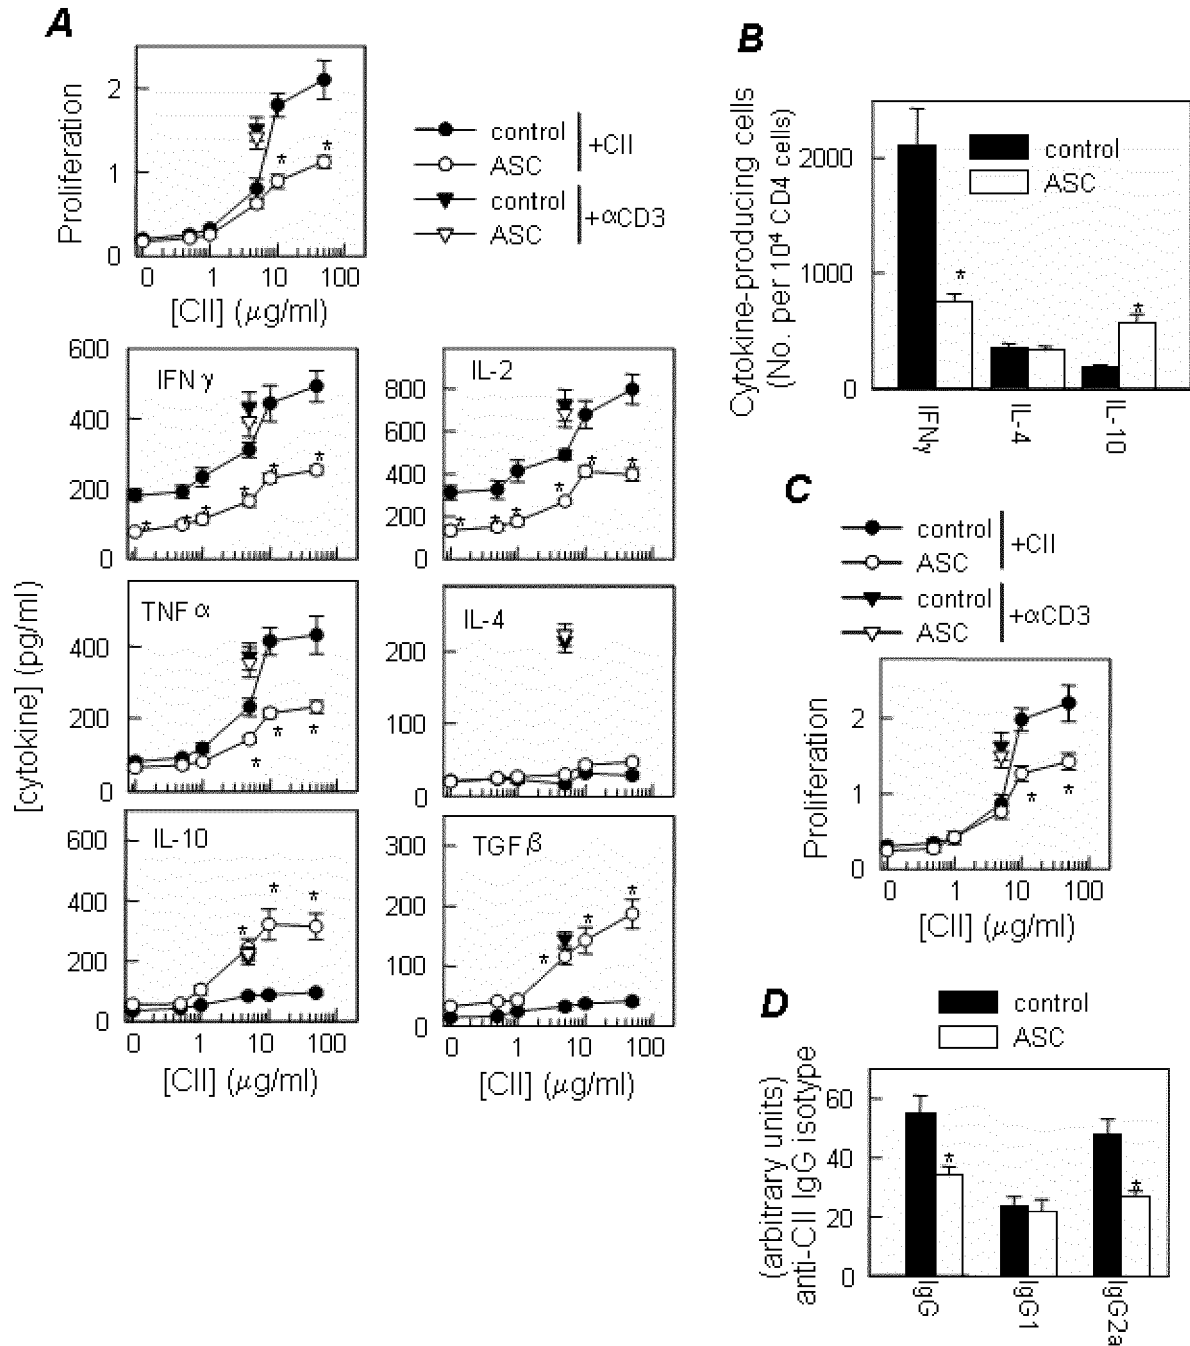 A
Proliferation
2
1
0
0 1 10 100
[CII] (μg/ml)
control
ASC
+CII
control
ASC
+αCD3
[cytokine] (pg/ml)
IFN γ
600
400
200
0
IL-2
800
600
400
200
0
TNF α
400
200
0
IL-4
200
100
0
IL-10
600
400
200
0
0 1 10 100
[CII] (μg/ml)
TGF β
300
200
100
0
0 1 10 100
[CII] (μg/ml)
B
Cytokine-producing cells
(No. per 10⁴ CD4 cells)
2000
1000
0
control
ASC
*
*
IFNγ
IL-4
IL-10
C
control
ASC
+CII
control
ASC
+αCD3
Proliferation
2
1
0
* *
0 1 10 100
[CII] (μg/ml)
D
control
ASC
(arbitrary units)
anti-CII IgG isotype
60
40
20
0
*
*
IgG
IgG1
IgG2a